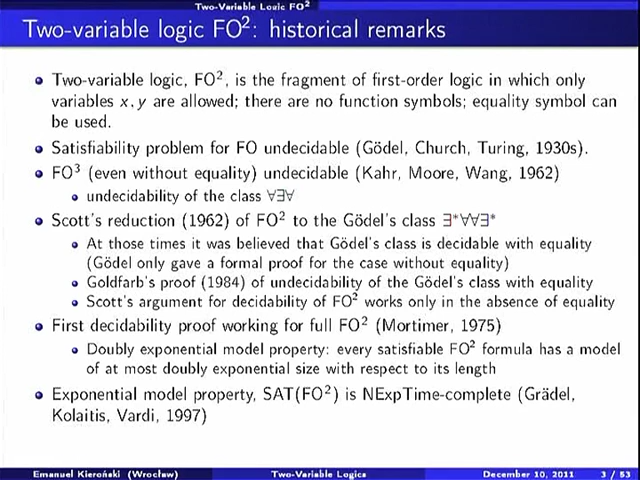 Two-Variable Logic FO²
Two-variable logic FO²: historical remarks
Two-variable logic, FO², is the fragment of first-order logic in which only
variables x, y are allowed; there are no function symbols; equality symbol can
be used.
Satisfiability problem for FO undecidable (Gödel, Church, Turing, 1930s).
FO³ (even without equality) undecidable (Kahr, Moore, Wang, 1962)
undecidability of the class ∀∃∀
Scott's reduction (1962) of FO² to the Gödel's class ∃*∀∀∃*
At those times it was believed that Gödel's class is decidable with equality
(Gödel only gave a formal proof for the case without equality)
Goldfarb's proof (1984) of undecidability of the Gödel's class with equality
Scott's argument for decidability of FO² works only in the absence of equality
First decidability proof working for full FO² (Mortimer, 1975)
Doubly exponential model property: every satisfiable FO² formula has a model
of at most doubly exponential size with respect to its length
Exponential model property, SAT(FO²) is NExpTime-complete (Grädel,
Kolaitis, Vardi, 1997)
Emanuel Kieroński (Wrocław) Two-Variable Logics December 10, 2011 3 / 53